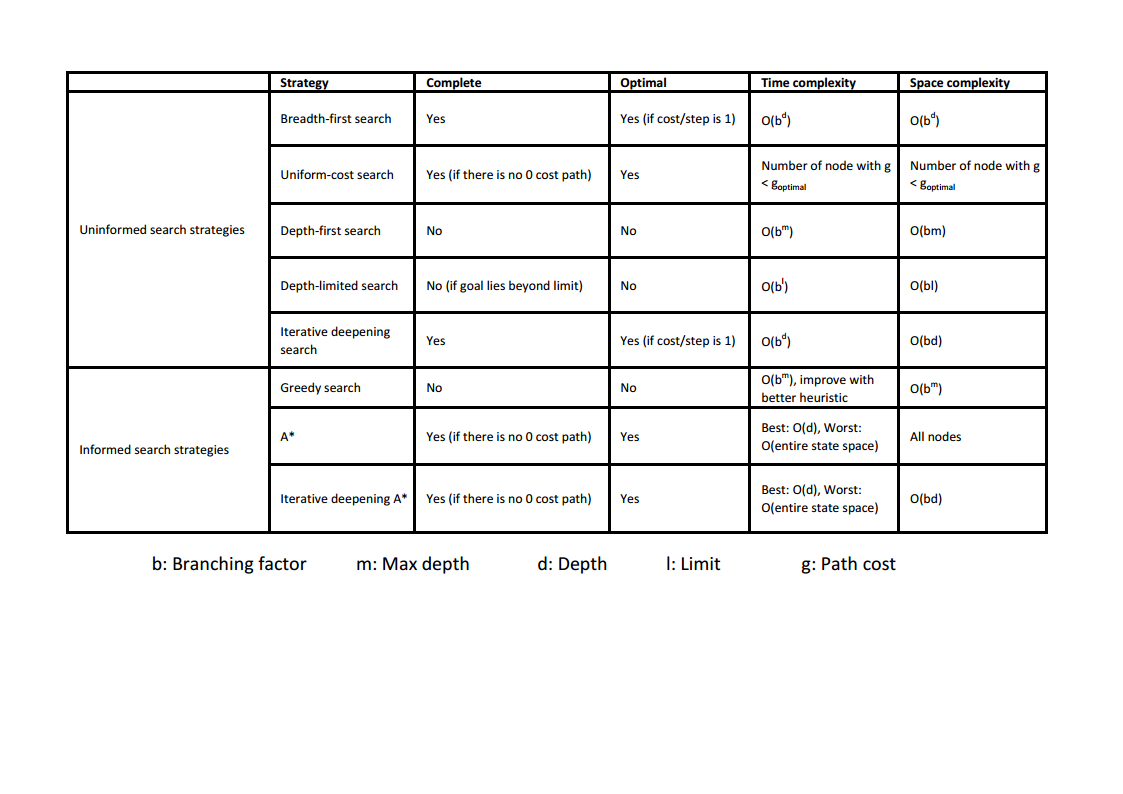 Strategy Complete Optimal Time complexity Space complexity
Uninformed search strategies
Breadth-first search Yes Yes (if cost/step is 1) O(b^d) O(b^d)
Uniform-cost search Yes (if there is no 0 cost path) Yes Number of node with g Number of node with g
< g_optimal < g_optimal
Depth-first search No No O(b^m) O(bm)
Depth-limited search No (if goal lies beyond limit) No O(b^l) O(bl)
Iterative deepening
search Yes Yes (if cost/step is 1) O(b^d) O(bd)
Informed search strategies
Greedy search No No O(b^m), improve with
better heuristic O(b^m)
A* Yes (if there is no 0 cost path) Yes Best: O(d), Worst:
O(entire state space) All nodes
Iterative deepening A* Yes (if there is no 0 cost path) Yes Best: O(d), Worst:
O(entire state space) O(bd)
b: Branching factor m: Max depth d: Depth l: Limit g: Path cost